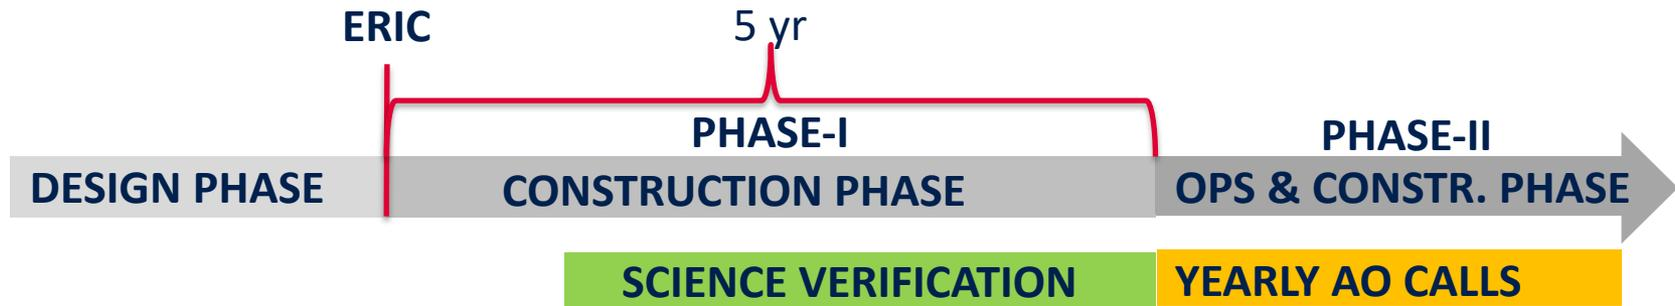 ERIC
5 yr
PHASE-I
PHASE-II
DESIGN PHASE
CONSTRUCTION PHASE
OPS & CONSTR. PHASE
SCIENCE VERIFICATION
YEARLY AO CALLS